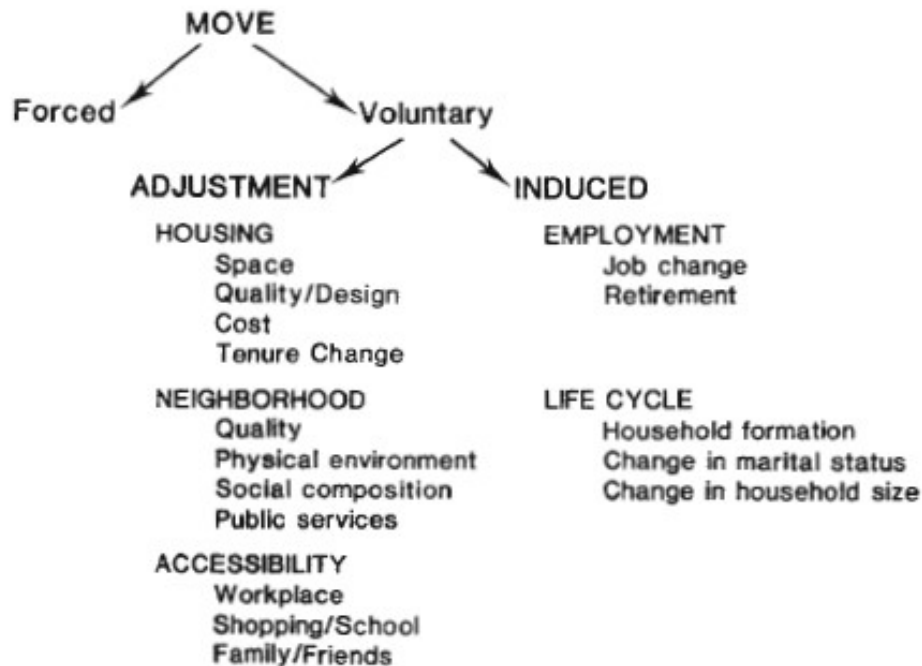 MOVE
Forced
Voluntary
ADJUSTMENT
HOUSING
Space
Quality/Design
Cost
Tenure Change
NEIGHBORHOOD
Quality
Physical environment
Social composition
Public services
ACCESSIBILITY
Workplace
Shopping/School
Family/Friends
INDUCED
EMPLOYMENT
Job change
Retirement
LIFE CYCLE
Household formation
Change in marital status
Change in household size